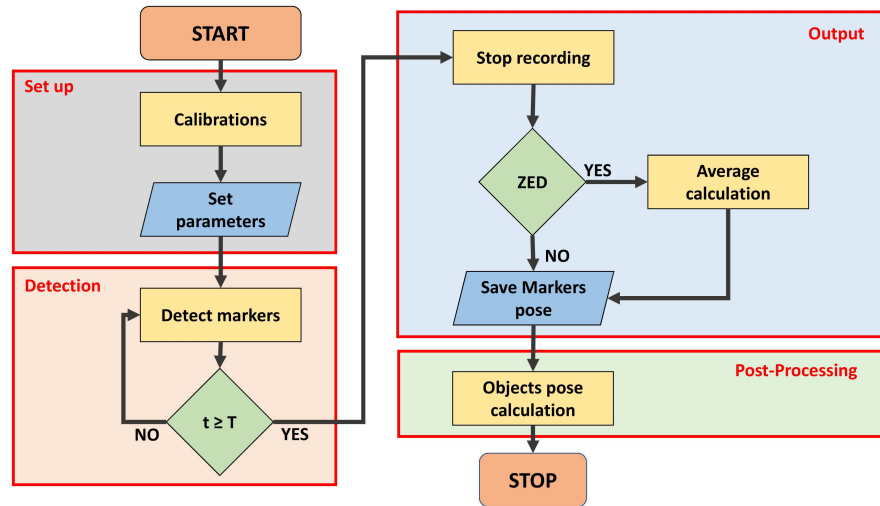 START
Set up
Calibrations
Set
parameters
Detection
Detect markers
t ≥ T
NO
YES
Output
Stop recording
ZED
YES
Average
calculation
NO
Save Markers
pose
Post-Processing
Objects pose
calculation
STOP